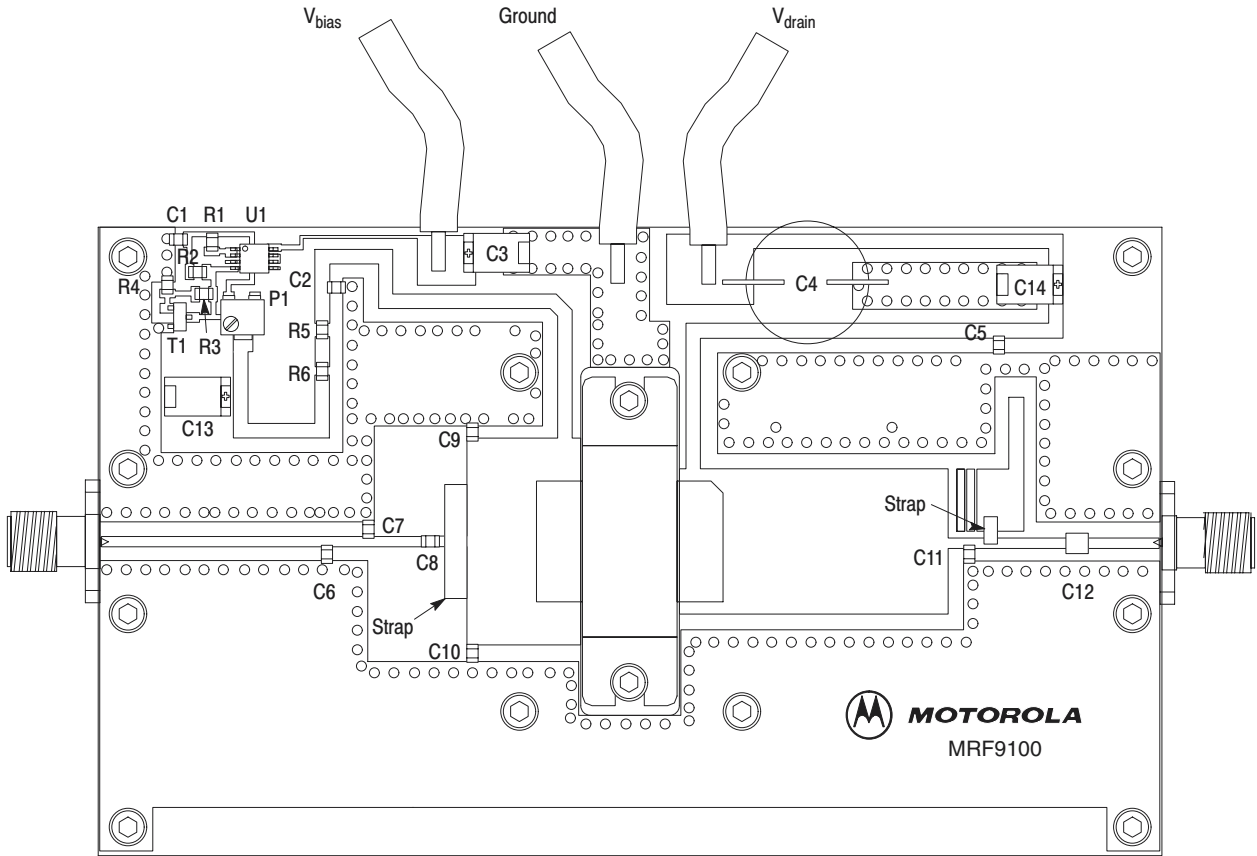 Vbias
Ground
Vdrain
C1
R1
U1
R2
C3
C2
C4
C14
R4
P1
T1
R3
R5
C5
R6
C13
C9
C7
Strap
C8
C11
C6
C12
Strap
C10
MOTOROLA
MRF9100